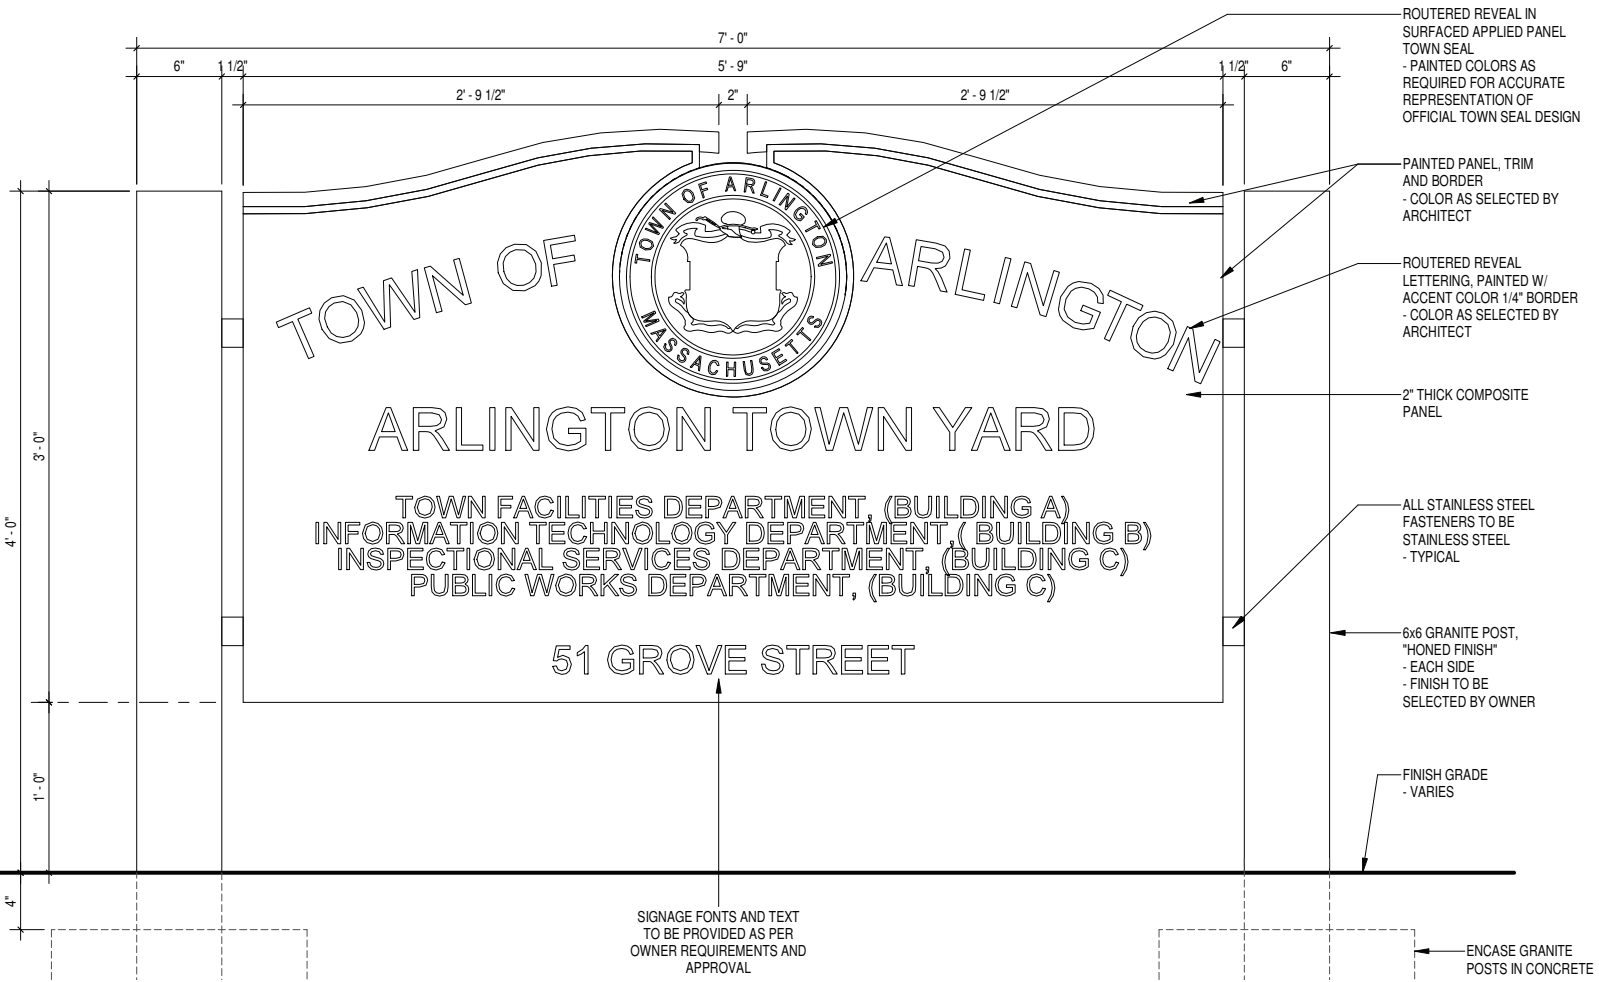 7' - 0"
6"
1 1/2"
5' - 9"
1 1/2"
6"
2' - 9 1/2"
2"
2' - 9 1/2"
ROUTERED REVEAL IN
SURFACED APPLIED PANEL
TOWN SEAL
- PAINTED COLORS AS
REQUIRED FOR ACCURATE
REPRESENTATION OF
OFFICIAL TOWN SEAL DESIGN
PAINTED PANEL, TRIM
AND BORDER
- COLOR AS SELECTED BY
ARCHITECT
ROUTERED REVEAL
LETTERING, PAINTED W/
ACCENT COLOR 1/4" BORDER
- COLOR AS SELECTED BY
ARCHITECT
2" THICK COMPOSITE
PANEL
ALL STAINLESS STEEL
FASTENERS TO BE
STAINLESS STEEL
- TYPICAL
6x6 GRANITE POST,
"HONED FINISH"
- EACH SIDE
- FINISH TO BE
SELECTED BY OWNER
FINISH GRADE
- VARIES
ENCASE GRANITE
POSTS IN CONCRETE
TOWN OF ARLINGTON
TOWN OF ARLINGTON
MASSACHUSETTS
ARLINGTON TOWN YARD
TOWN FACILITIES DEPARTMENT, (BUILDING A)
INFORMATION TECHNOLOGY DEPARTMENT,( BUILDING B)
INSPECTIONAL SERVICES DEPARTMENT, (BUILDING C)
PUBLIC WORKS DEPARTMENT, (BUILDING C)
51 GROVE STREET
SIGNAGE FONTS AND TEXT
TO BE PROVIDED AS PER
OWNER REQUIREMENTS AND
APPROVAL
4' - 0"
3' - 0"
1' - 0"
4"